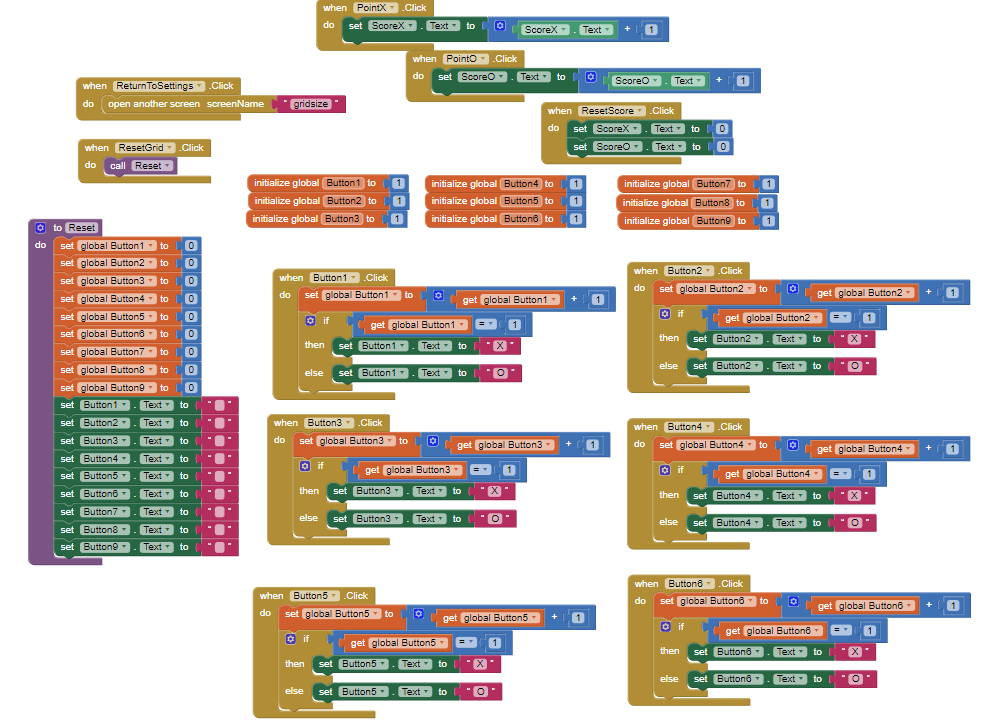 when PointX .Click
do set ScoreX . Text to ScoreX . Text + 1
when PointO .Click
do set ScoreO . Text to ScoreO . Text + 1
when ReturnToSettings .Click
do open another screen screenName " gridsize "
when ResetScore .Click
do set ScoreX . Text to 0
set ScoreO . Text to 0
when ResetGrid .Click
do call Reset
initialize global Button1 to 1
initialize global Button2 to 1
initialize global Button3 to 1
initialize global Button4 to 1
initialize global Button5 to 1
initialize global Button6 to 1
initialize global Button7 to 1
initialize global Button8 to 1
initialize global Button9 to 1
to Reset
do set global Button1 to 0
set global Button2 to 0
set global Button3 to 0
set global Button4 to 0
set global Button5 to 0
set global Button6 to 0
set global Button7 to 0
set global Button8 to 0
set global Button9 to 0
set Button1 . Text to " "
set Button2 . Text to " "
set Button3 . Text to " "
set Button4 . Text to " "
set Button5 . Text to " "
set Button6 . Text to " "
set Button7 . Text to " "
set Button8 . Text to " "
set Button9 . Text to " "
when Button1 .Click
do set global Button1 to get global Button1 + 1
if get global Button1 = 1
then set Button1 . Text to " X "
else set Button1 . Text to " O "
when Button2 .Click
do set global Button2 to get global Button2 + 1
if get global Button2 = 1
then set Button2 . Text to " X "
else set Button2 . Text to " O "
when Button3 .Click
do set global Button3 to get global Button3 + 1
if get global Button3 = 1
then set Button3 . Text to " X "
else set Button3 . Text to " O "
when Button4 .Click
do set global Button4 to get global Button4 + 1
if get global Button4 = 1
then set Button4 . Text to " X "
else set Button4 . Text to " O "
when Button5 .Click
do set global Button5 to get global Button5 + 1
if get global Button5 = 1
then set Button5 . Text to " X "
else set Button5 . Text to " O "
when Button6 .Click
do set global Button6 to get global Button6 + 1
if get global Button6 = 1
then set Button6 . Text to " X "
else set Button6 . Text to " O "